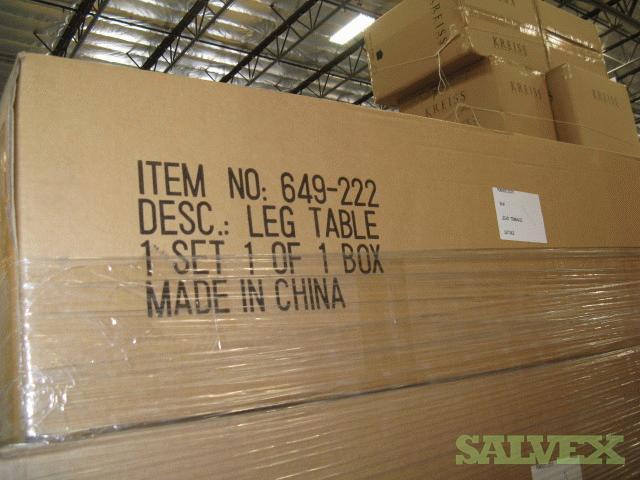 KREISS
KREISS
KREISS
KREISS
ITEM NO: 649-222
DESC.: LEG TABLE
1 SET 1 OF 1 BOX
MADE IN CHINA
SALVEX